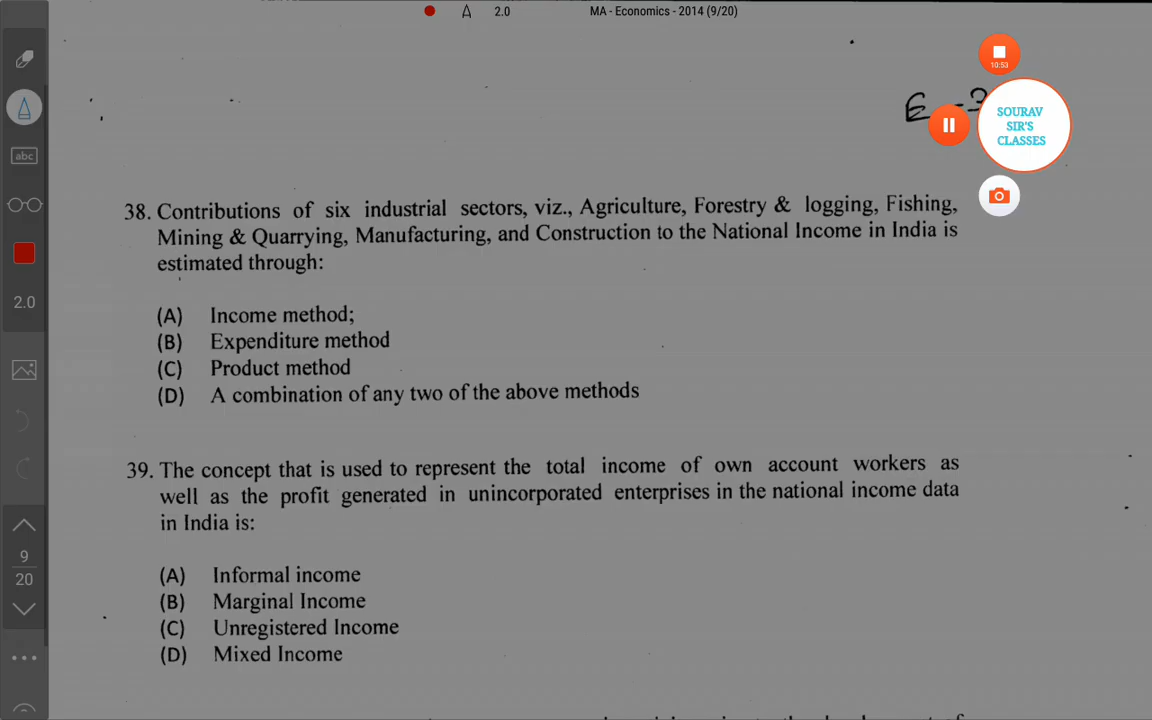 2.0
MA - Economics - 2014 (9/20)
10:53
SOURAV
SIR'S
CLASSES
abc
2.0
9
20
38. Contributions of six industrial sectors, viz., Agriculture, Forestry & logging, Fishing,
Mining & Quarrying, Manufacturing, and Construction to the National Income in India is
estimated through:
(A) Income method;
(B) Expenditure method
(C) Product method
(D) A combination of any two of the above methods
39. The concept that is used to represent the total income of own account workers as
well as the profit generated in unincorporated enterprises in the national income data
in India is:
(A) Informal income
(B) Marginal Income
(C) Unregistered Income
(D) Mixed Income